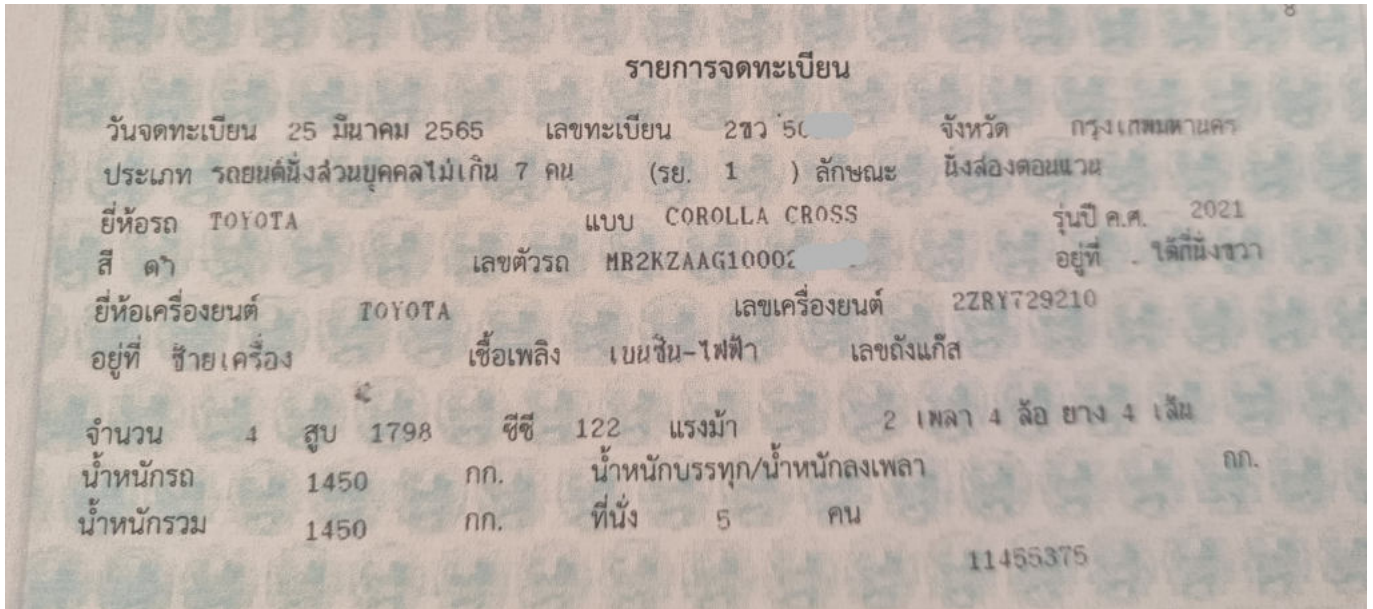 8
รายการจดทะเบียน
วันจดทะเบียน 25 มีนาคม 2565 เลขทะเบียน 2ขว 50 จังหวัด กรุงเทพมหานคร
ประเภท รถยนต์นั่งส่วนบุคคลไม่เกิน 7 คน (รย. 1 ) ลักษณะ นั่งสองตอนแวน
ยี่ห้อรถ TOYOTA แบบ COROLLA CROSS รุ่นปี ค.ศ. 2021
สี ดำ เลขตัวรถ MR2KZAAG10002 อยู่ที่ . ใต้ที่นั่งขวา
ยี่ห้อเครื่องยนต์ TOYOTA เลขเครื่องยนต์ 2ZRY729210
อยู่ที่ ซ้ายเครื่อง เชื้อเพลิง เบนซิน-ไฟฟ้า เลขถังแก๊ส
จำนวน 4 สูบ 1798 ซีซี 122 แรงม้า 2 เพลา 4 ล้อ ยาง 4 เส้น
น้ำหนักรถ 1450 กก. น้ำหนักบรรทุก/น้ำหนักลงเพลา กก.
น้ำหนักรวม 1450 กก. ที่นั่ง 5 คน
11455375